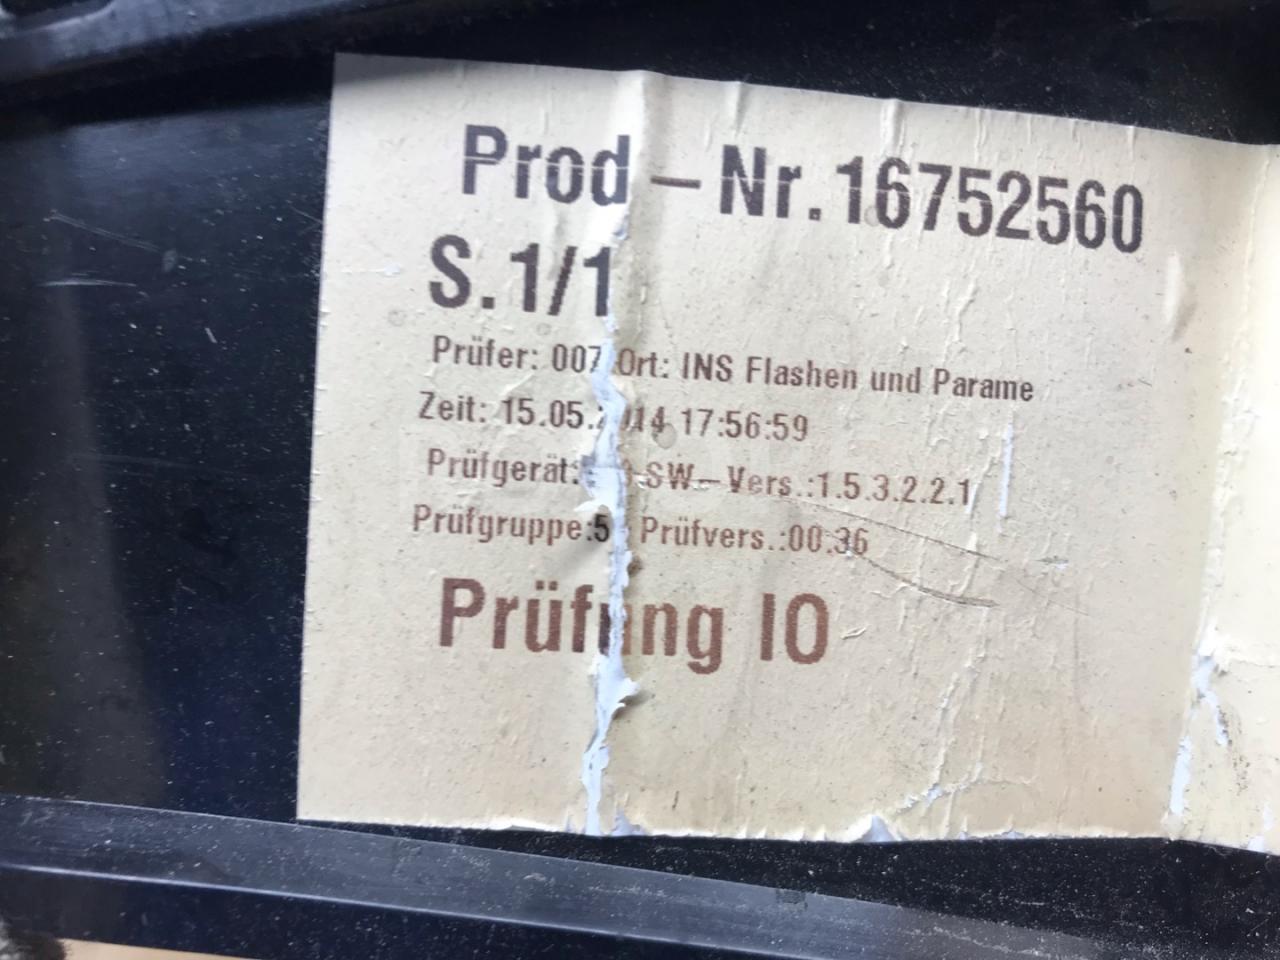 Prod-Nr.16752560
S.1/1
Prüfer: 007 Ort: INS Flashen und Parame
Zeit: 15.05.2014 17:56:59
Prüfgerät: SW-Vers.:1.5.3.2.2.1
Prüfgruppe:5 Prüfvers.:00.36
Prüfung IO